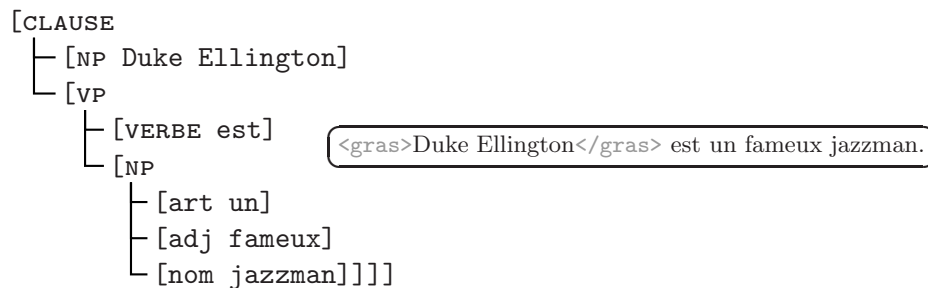 [CLAUSE
[NP Duke Ellington]
[VP
[VERBE est]
<gras>Duke Ellington</gras> est un fameux jazzman.
[NP
[art un]
[adj fameux]
[nom jazzman]]]]